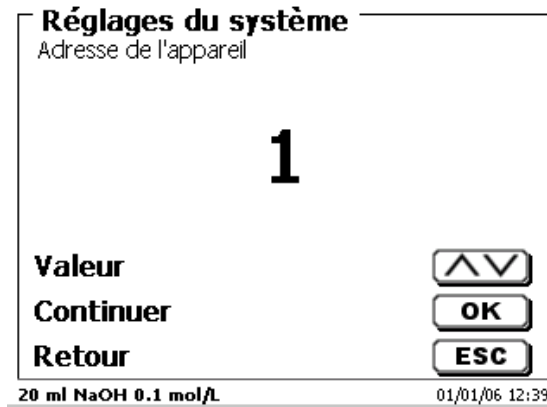 Réglages du système
Adresse de l'appareil
1
Valeur
Continuer OK
Retour ESC
20 ml NaOH 0.1 mol/L 01/01/06 12:39